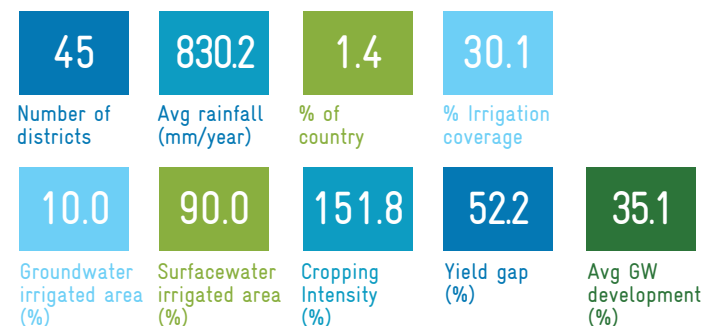 45
830.2
1.4
30.1
Number of
districts
Avg rainfall
(mm/year)
% of
country
% Irrigation
coverage
10.0
90.0
151.8
52.2
35.1
Groundwater
irrigated area
(%)
Surfacewater
irrigated area
(%)
Cropping
Intensity
(%)
Yield gap
(%)
Avg GW
development
(%)